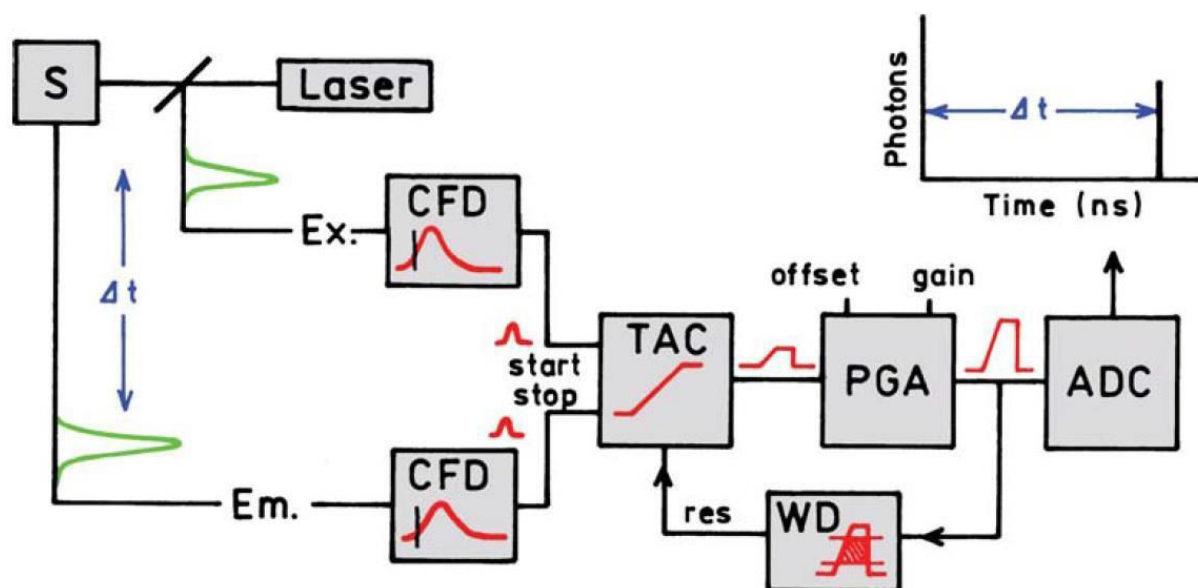 S
Laser
Photons
Δt
Time (ns)
CFD
Ex.
Δt
offset gain
TAC
start
stop
PGA
ADC
CFD
Em.
res
WD